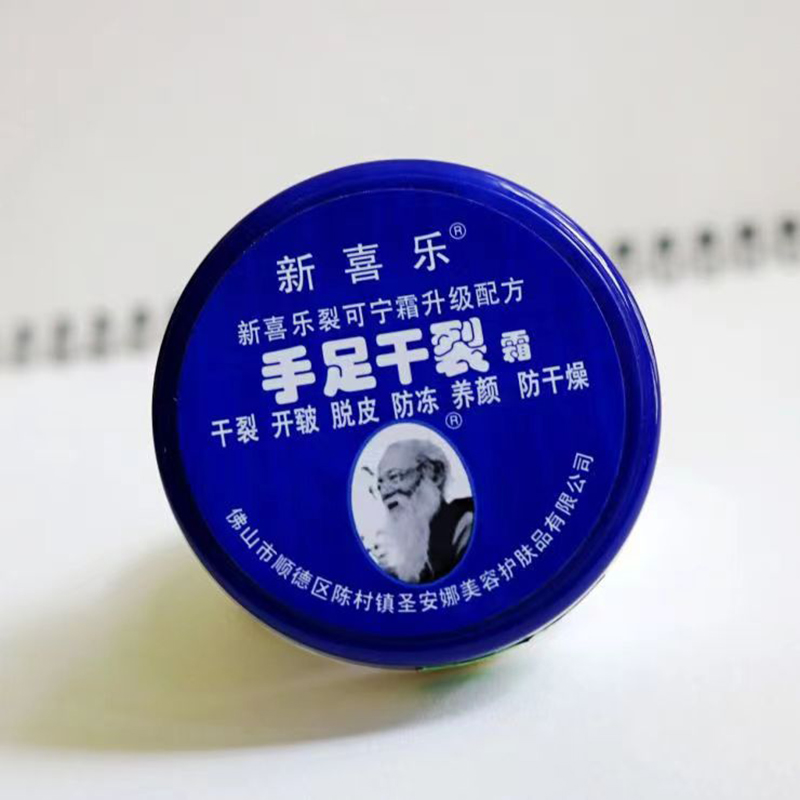 新喜乐®
新喜乐裂可宁霜升级配方
手足干裂霜
干裂 开皲 脱皮 防冻 养颜 防干燥
®
佛山市顺德区陈村镇圣安娜美容护肤品有限公司